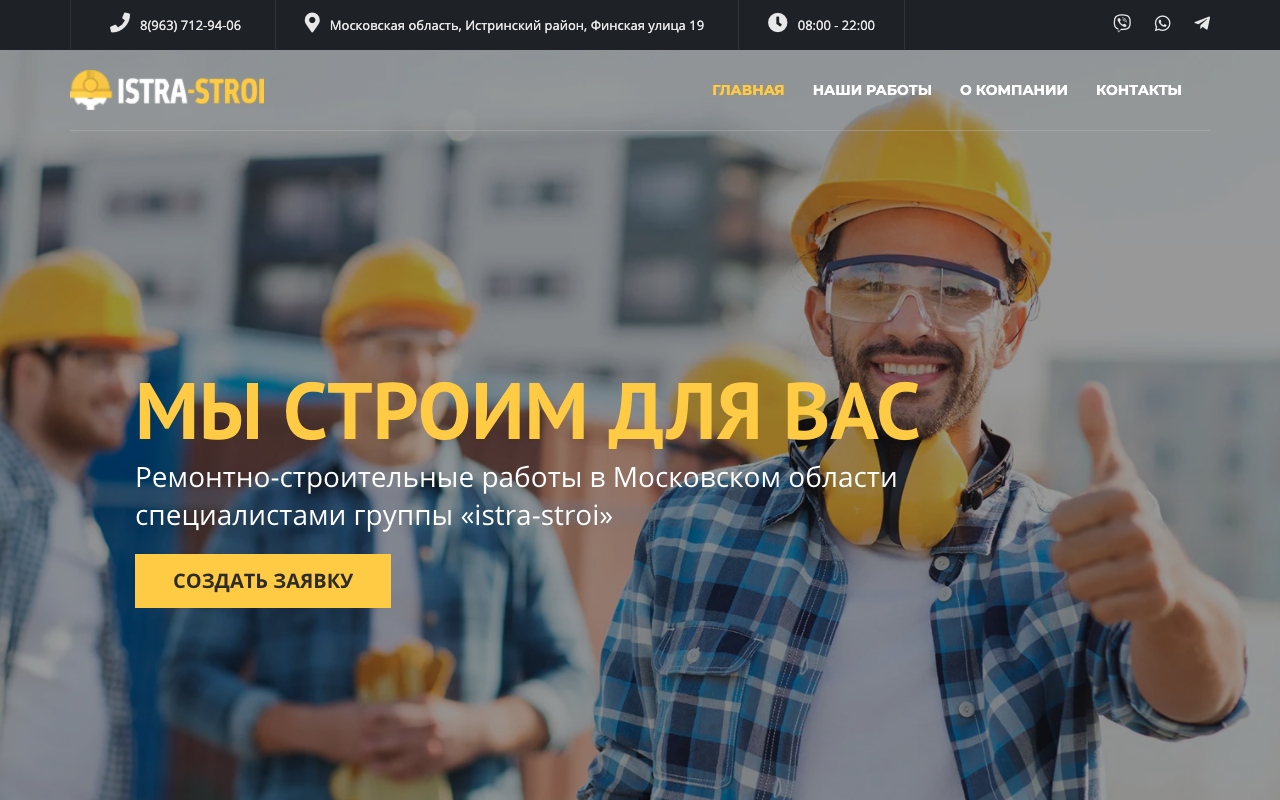 8(963) 712-94-06
Московская область, Истринский район, Финская улица 19
08:00 - 22:00
ISTRA-STROI
ГЛАВНАЯ
НАШИ РАБОТЫ
О КОМПАНИИ
КОНТАКТЫ
МЫ СТРОИМ ДЛЯ ВАС
Ремонтно-строительные работы в Московском области
специалистами группы «istra-stroi»
СОЗДАТЬ ЗАЯВКУ